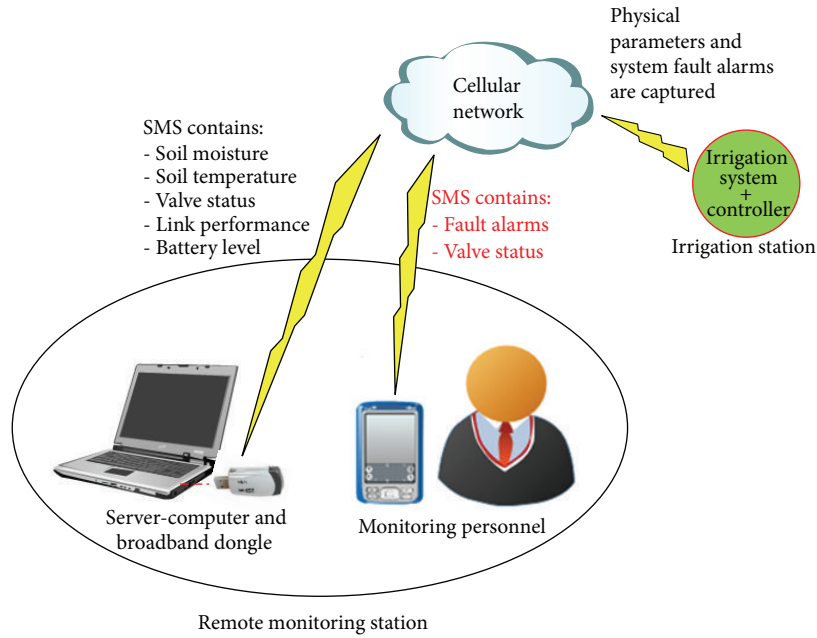 Physical
parameters and
system fault alarms
are captured
Cellular
network
SMS contains:
- Soil moisture
- Soil temperature
- Valve status
- Link performance
- Battery level
SMS contains:
- Fault alarms
- Valve status
Irrigation
system
+
controller
Irrigation station
Server-computer and
broadband dongle
Monitoring personnel
Remote monitoring station